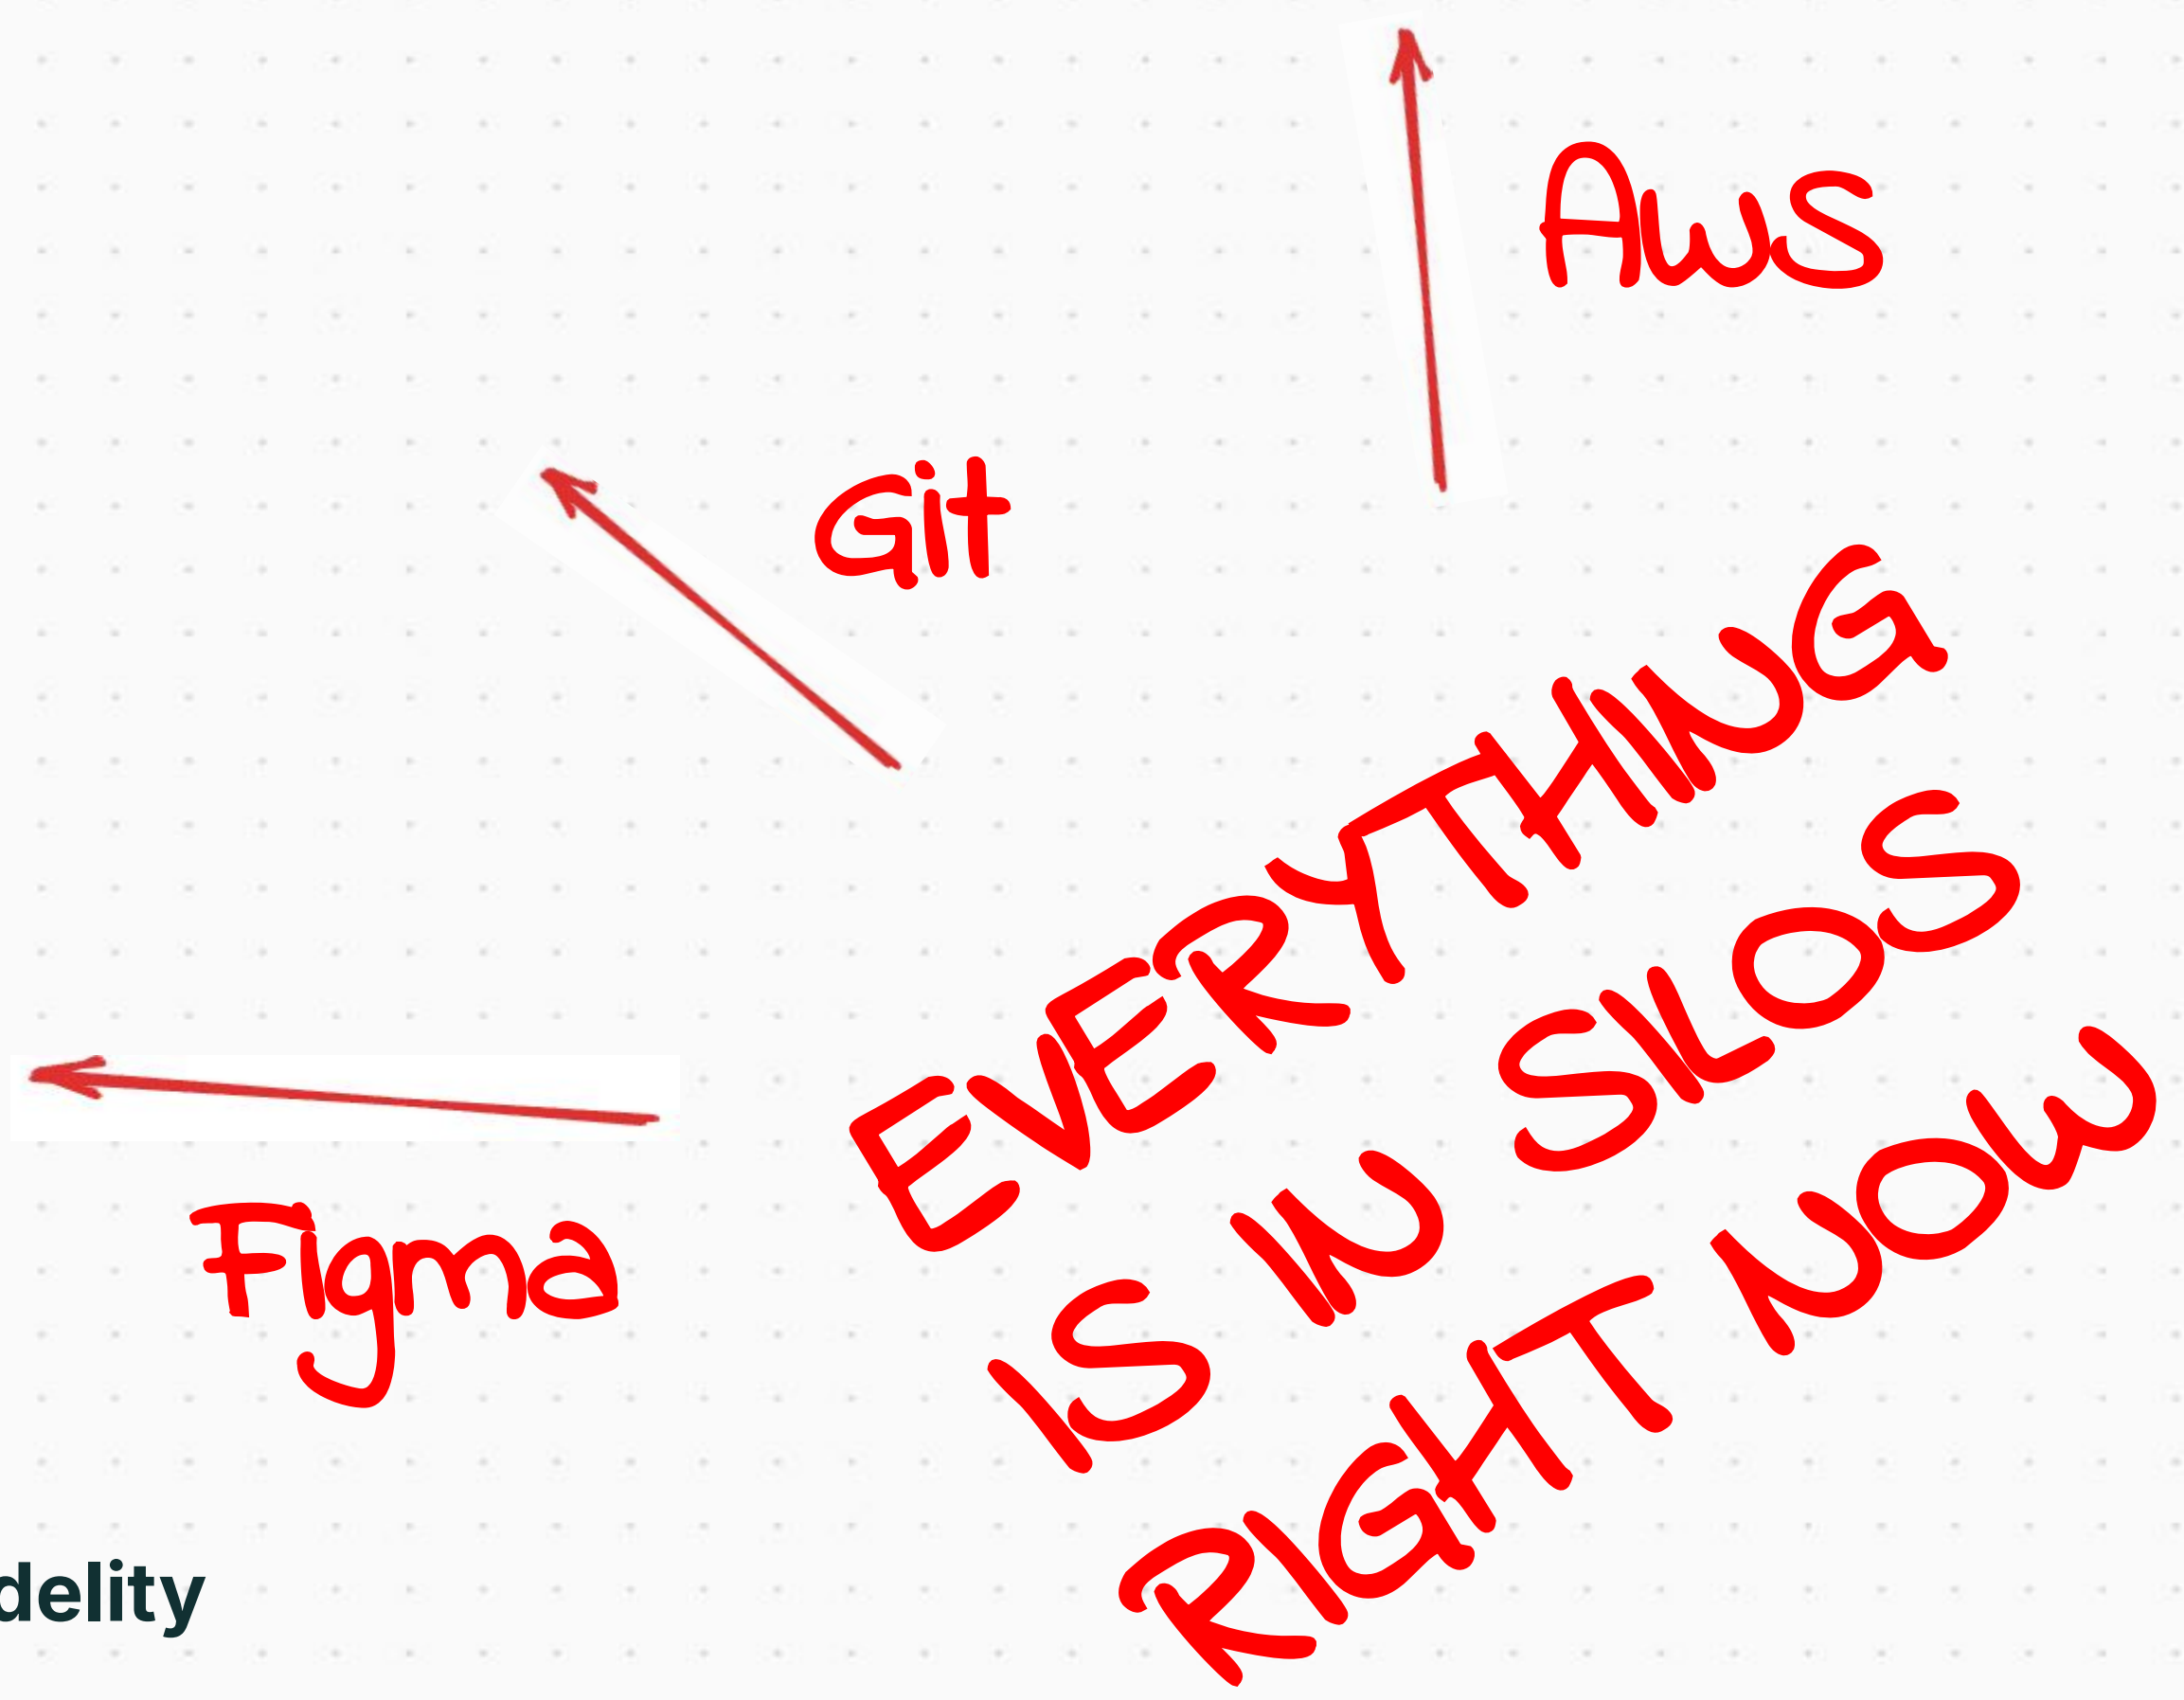 Aws
Git
EVERYTHING
IS IN SILOS
RIGHT NOW
Figma
delity